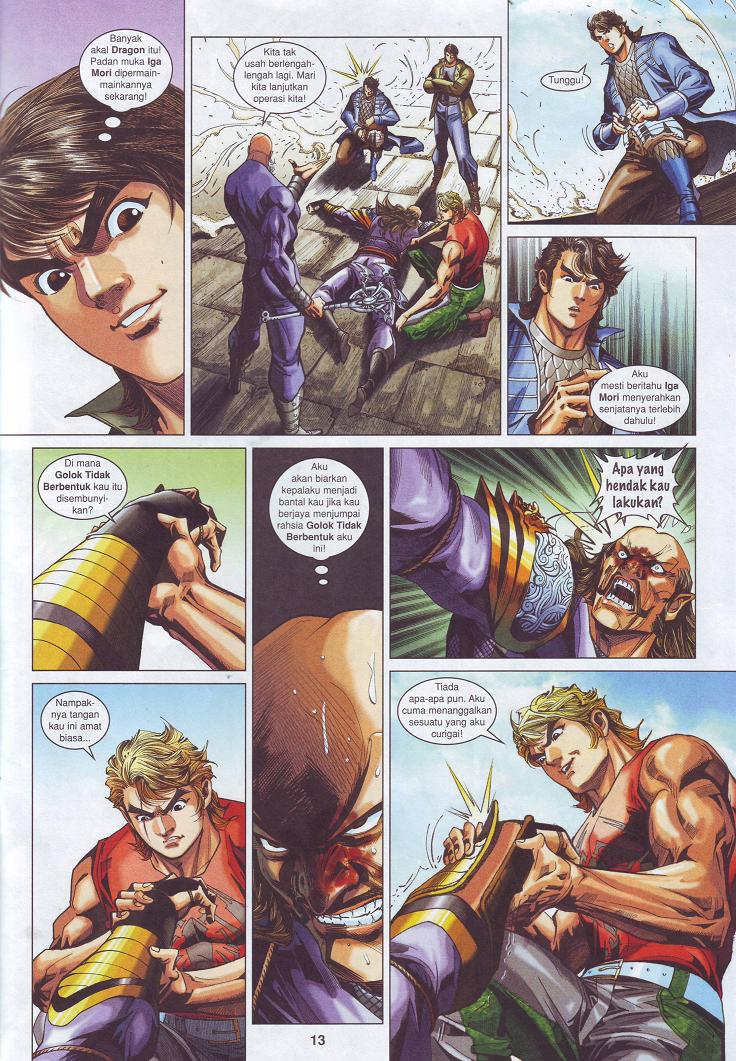 Banyak
akal Dragon itu!
Padan muka Iga
Mori dipermain-
mainkannya
sekarang!
Kita tak
usah berlengah-
lengah lagi. Mari
kita lanjutkan
operasi kita!
Tunggu!
Aku
mesti beritahu Iga
Mori menyerahkan
senjatanya terlebih
dahulu!
Di mana
Golok Tidak
Berbentuk kau itu
disembunyi-
kan?
Aku
akan biarkan
kepalaku menjadi
bantal kau jika kau
berjaya menjumpai
rahsia Golok Tidak
Berbentuk aku
ini!
Apa yang
hendak kau
lakukan?
Nampak-
nya tangan
kau ini amat
biasa...
Tiada
apa-apa pun. Aku
cuma menanggalkan
sesuatu yang aku
curigai!
13